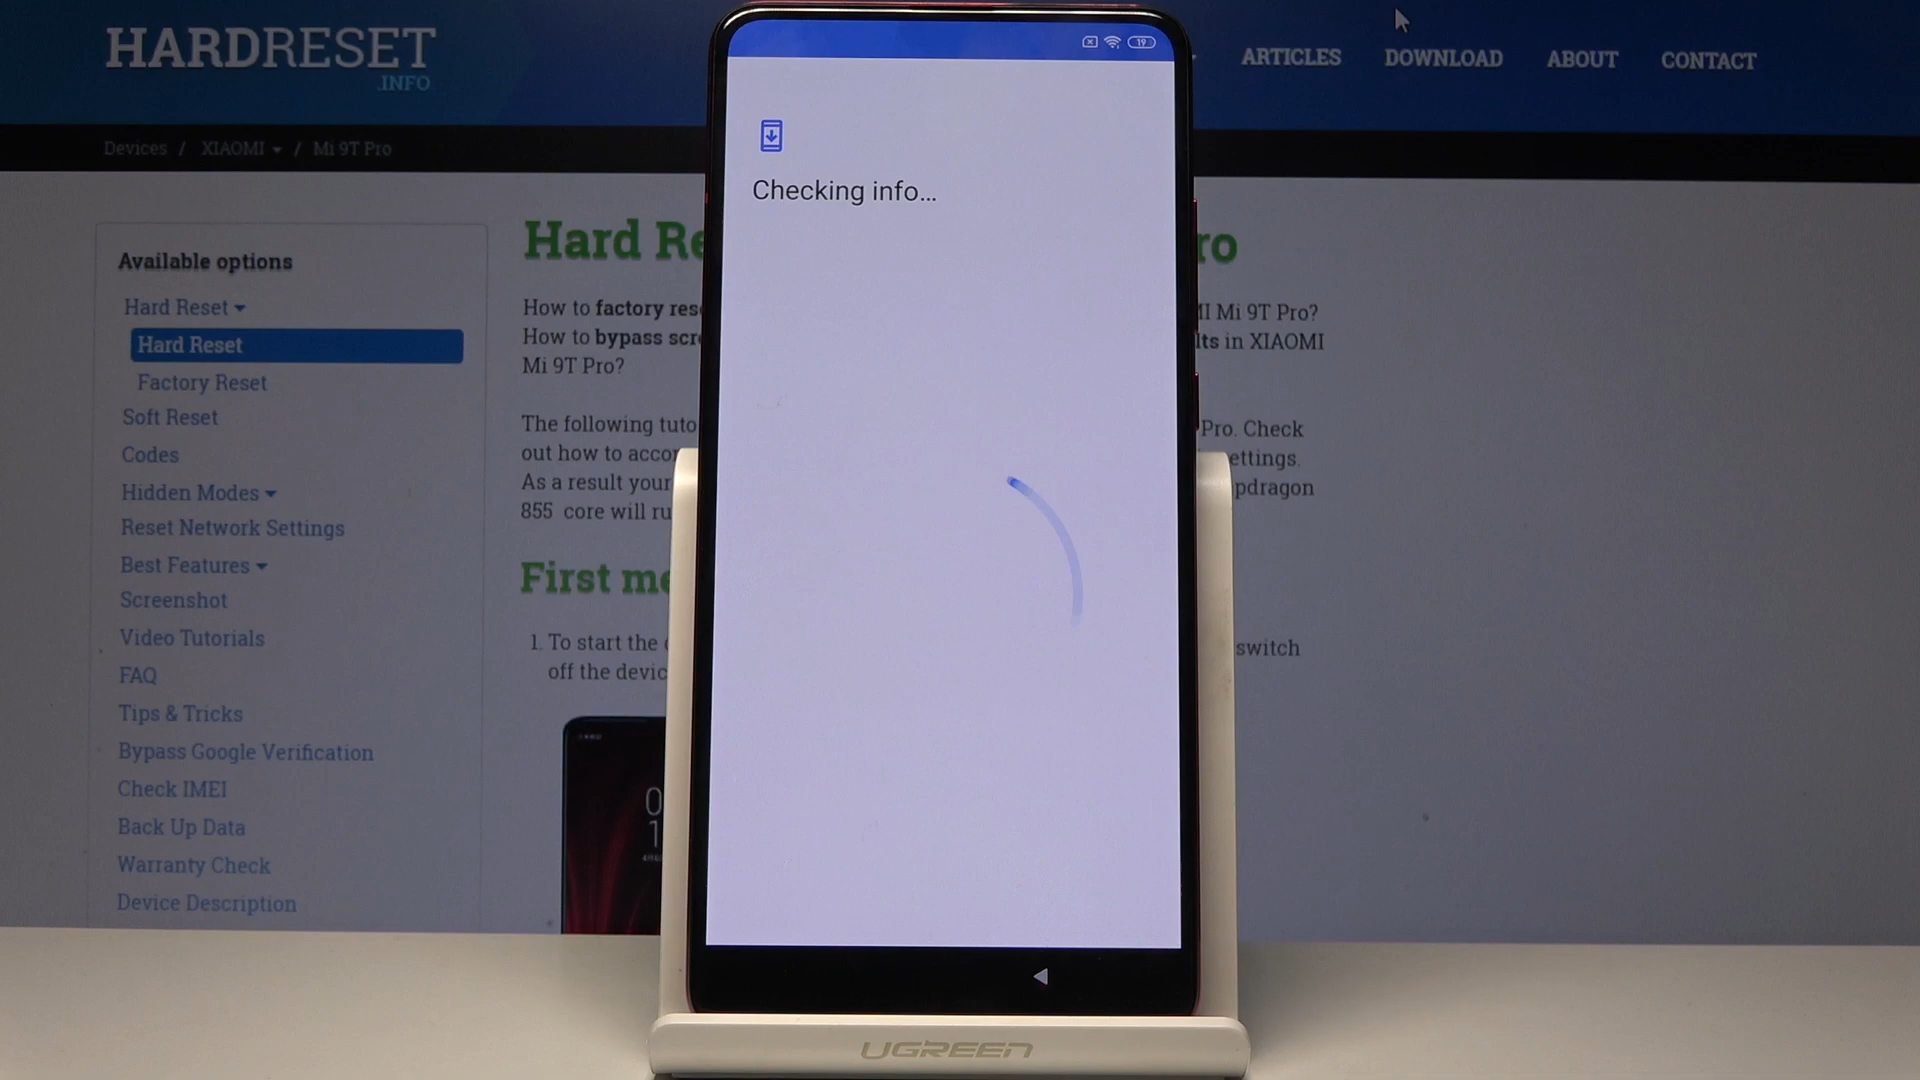 HARDRESET
.INFO
ARTICLES DOWNLOAD ABOUT CONTACT
Devices / XIAOMI / Mi 9T Pro
19
Checking info...
Available options
Hard Reset
Hard Reset
Factory Reset
Soft Reset
Codes
Hidden Modes
Reset Network Settings
Best Features
Screenshot
Video Tutorials
FAQ
Tips & Tricks
Bypass Google Verification
Check IMEI
Back Up Data
Warranty Check
Device Description
Hard Re ro
How to factory res MI Mi 9T Pro?
How to bypass scr lts in XIAOMI
Mi 9T Pro?
The following tuto Pro. Check
out how to acco ettings.
As a result your pdragon
855 core will ru
First me
1. To start the switch
off the devic
UGREEN